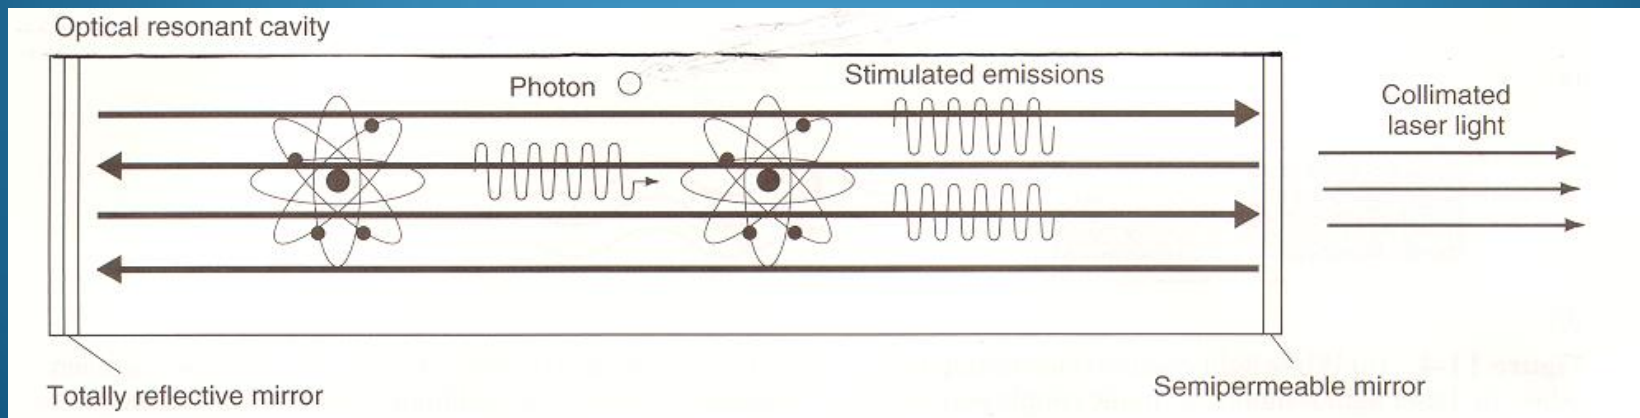 Optical resonant cavity
Photon
Stimulated emissions
Collimated
laser light
Totally reflective mirror
Semipermeable mirror